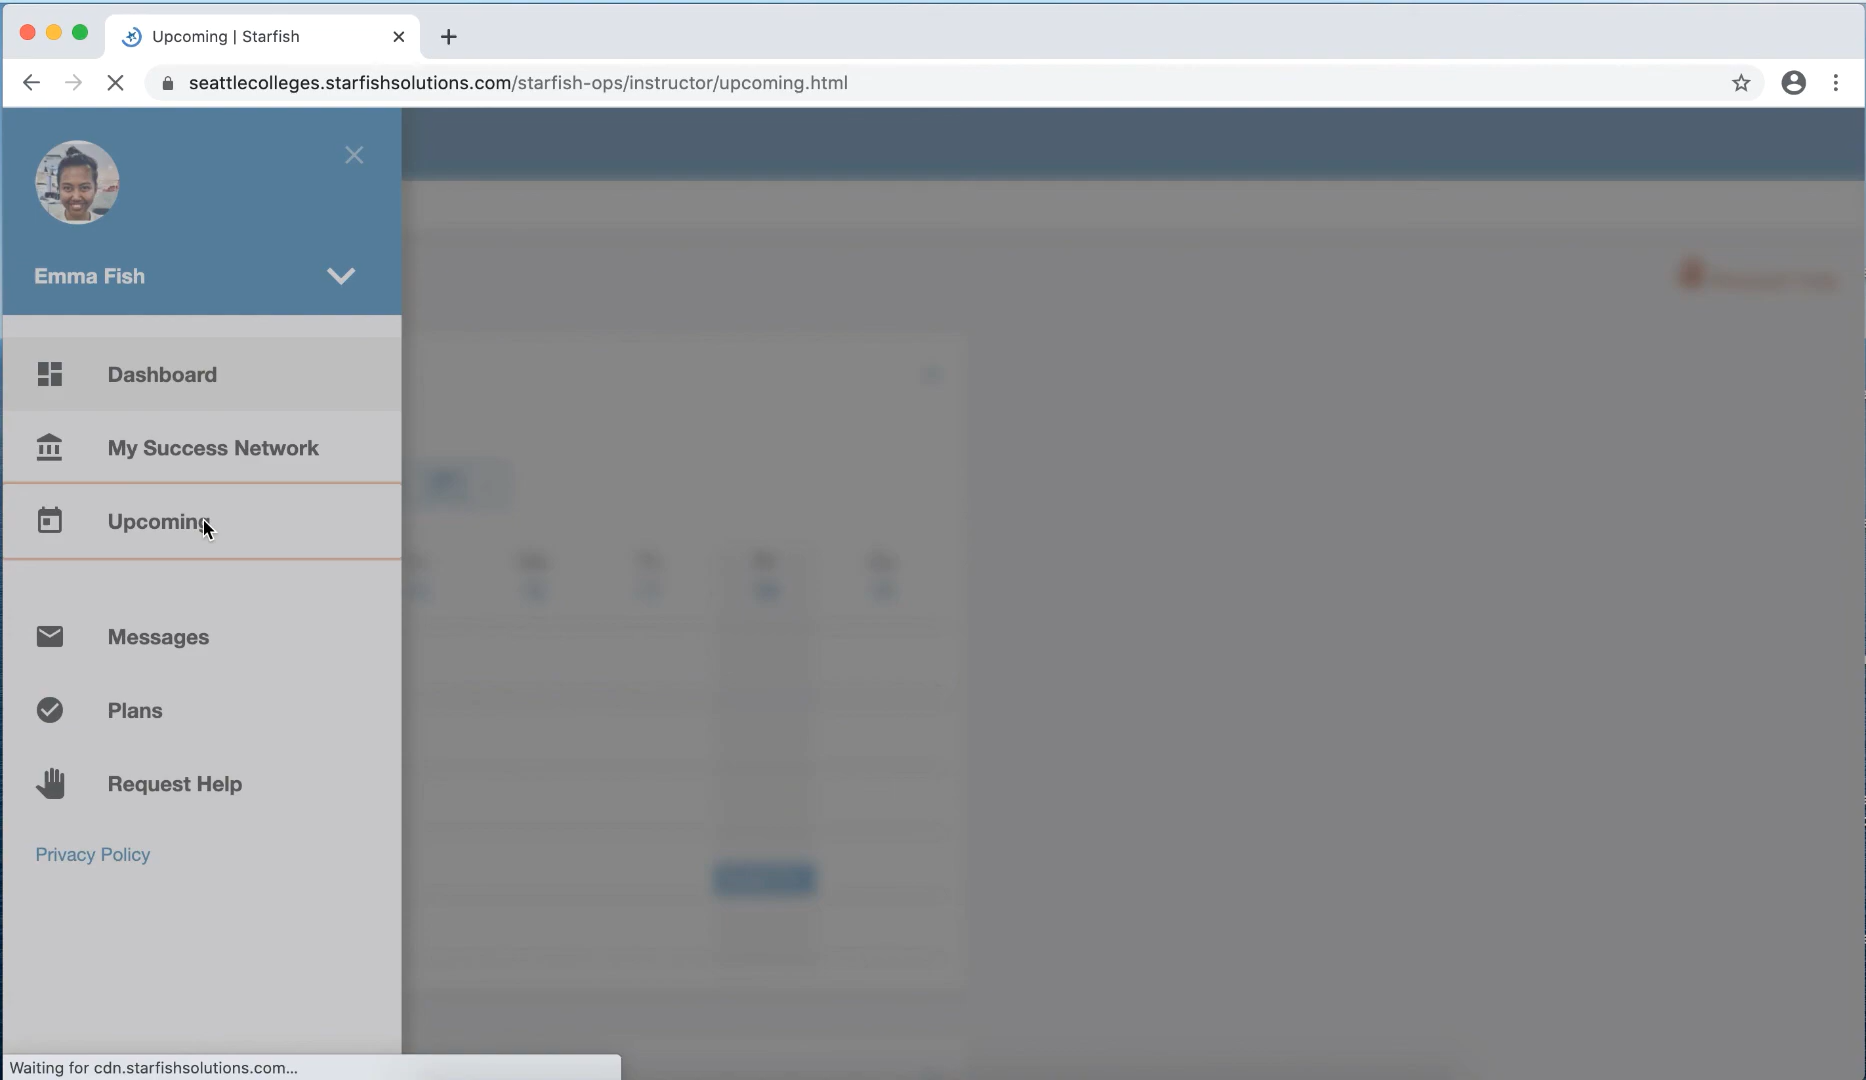 Upcoming | Starfish
seattlecolleges.starfishsolutions.com/starfish-ops/instructor/upcoming.html
Emma Fish
Dashboard
My Success Network
Upcoming
Messages
Plans
Request Help
Privacy Policy
Waiting for cdn.starfishsolutions.com...